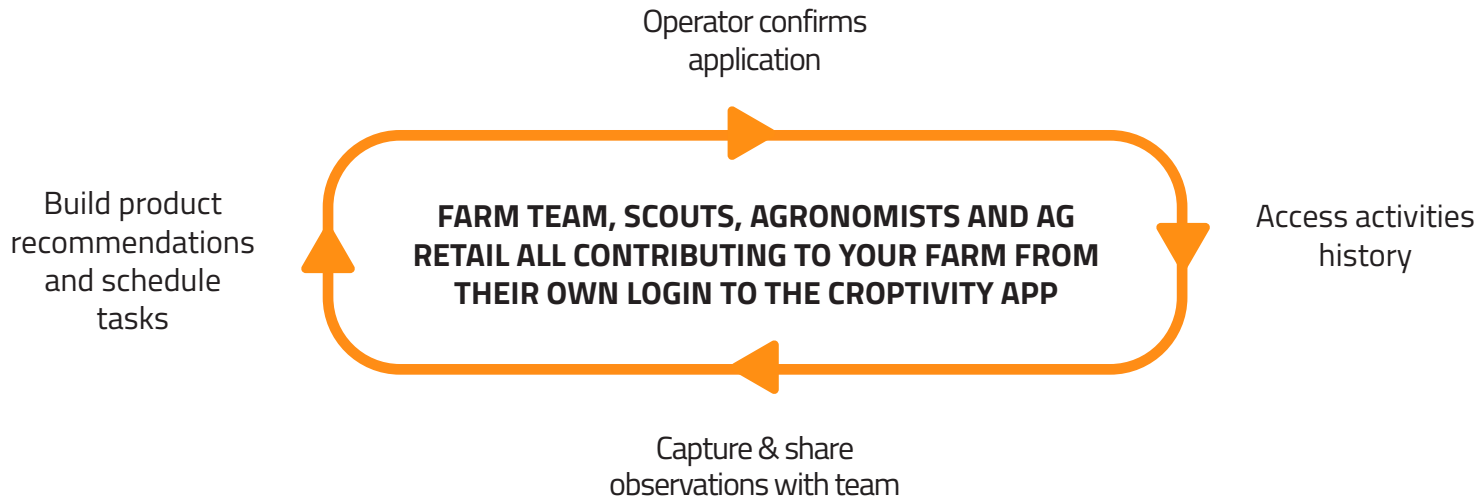 Operator confirms
application
Build product
recommendations
and schedule
tasks
FARM TEAM, SCOUTS, AGRONOMISTS AND AG
RETAIL ALL CONTRIBUTING TO YOUR FARM FROM
THEIR OWN LOGIN TO THE CROPTIVITY APP
Access activities
history
Capture & share
observations with team